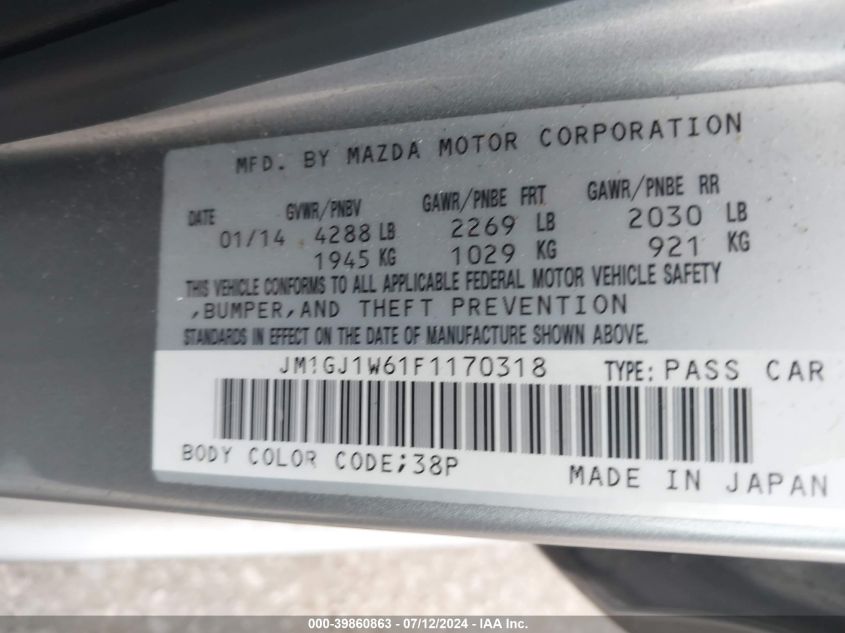 MFD. BY MAZDA MOTOR CORPORATION
DATE GVWR/PNBV GAWR/PNBE FRT GAWR/PNBE RR
01/14 4288 LB 2269 LB 2030 LB
1945 KG 1029 KG 921 KG
THIS VEHICLE CONFORMS TO ALL APPLICABLE FEDERAL MOTOR VEHICLE SAFETY
,BUMPER,AND THEFT PREVENTION
STANDARDS IN EFFECT ON THE DATE OF MANUFACTURE SHOWN ABOVE.
JM1GJ1W61F1170318 TYPE: PASS CAR
BODY COLOR CODE;38P MADE IN JAPAN
000-39860863 - 07/12/2024 - IAA Inc.